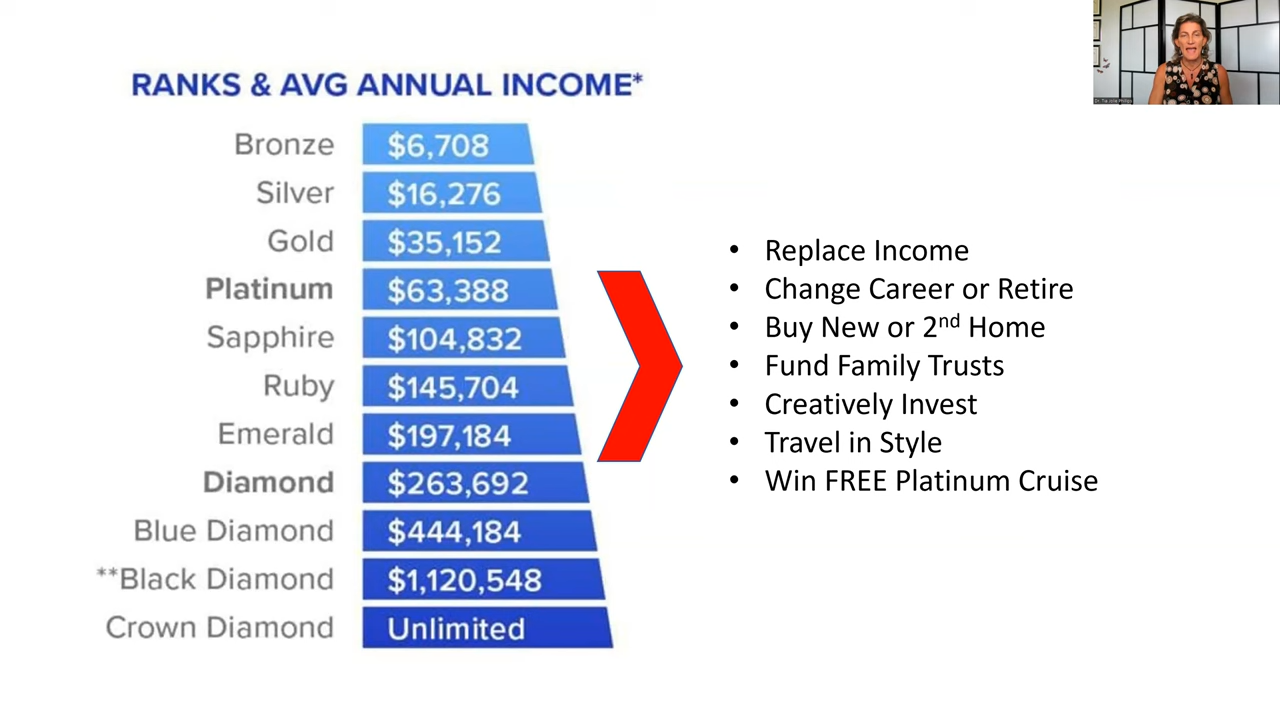 RANKS & AVG ANNUAL INCOME*
Bronze $6,708
Silver $16,276
Gold $35,152
Platinum $63,388
Sapphire $104,832
Ruby $145,704
Emerald $197,184
Diamond $263,692
Blue Diamond $444,184
**Black Diamond $1,120,548
Crown Diamond Unlimited
• Replace Income
• Change Career or Retire
• Buy New or 2nd Home
• Fund Family Trusts
• Creatively Invest
• Travel in Style
• Win FREE Platinum Cruise